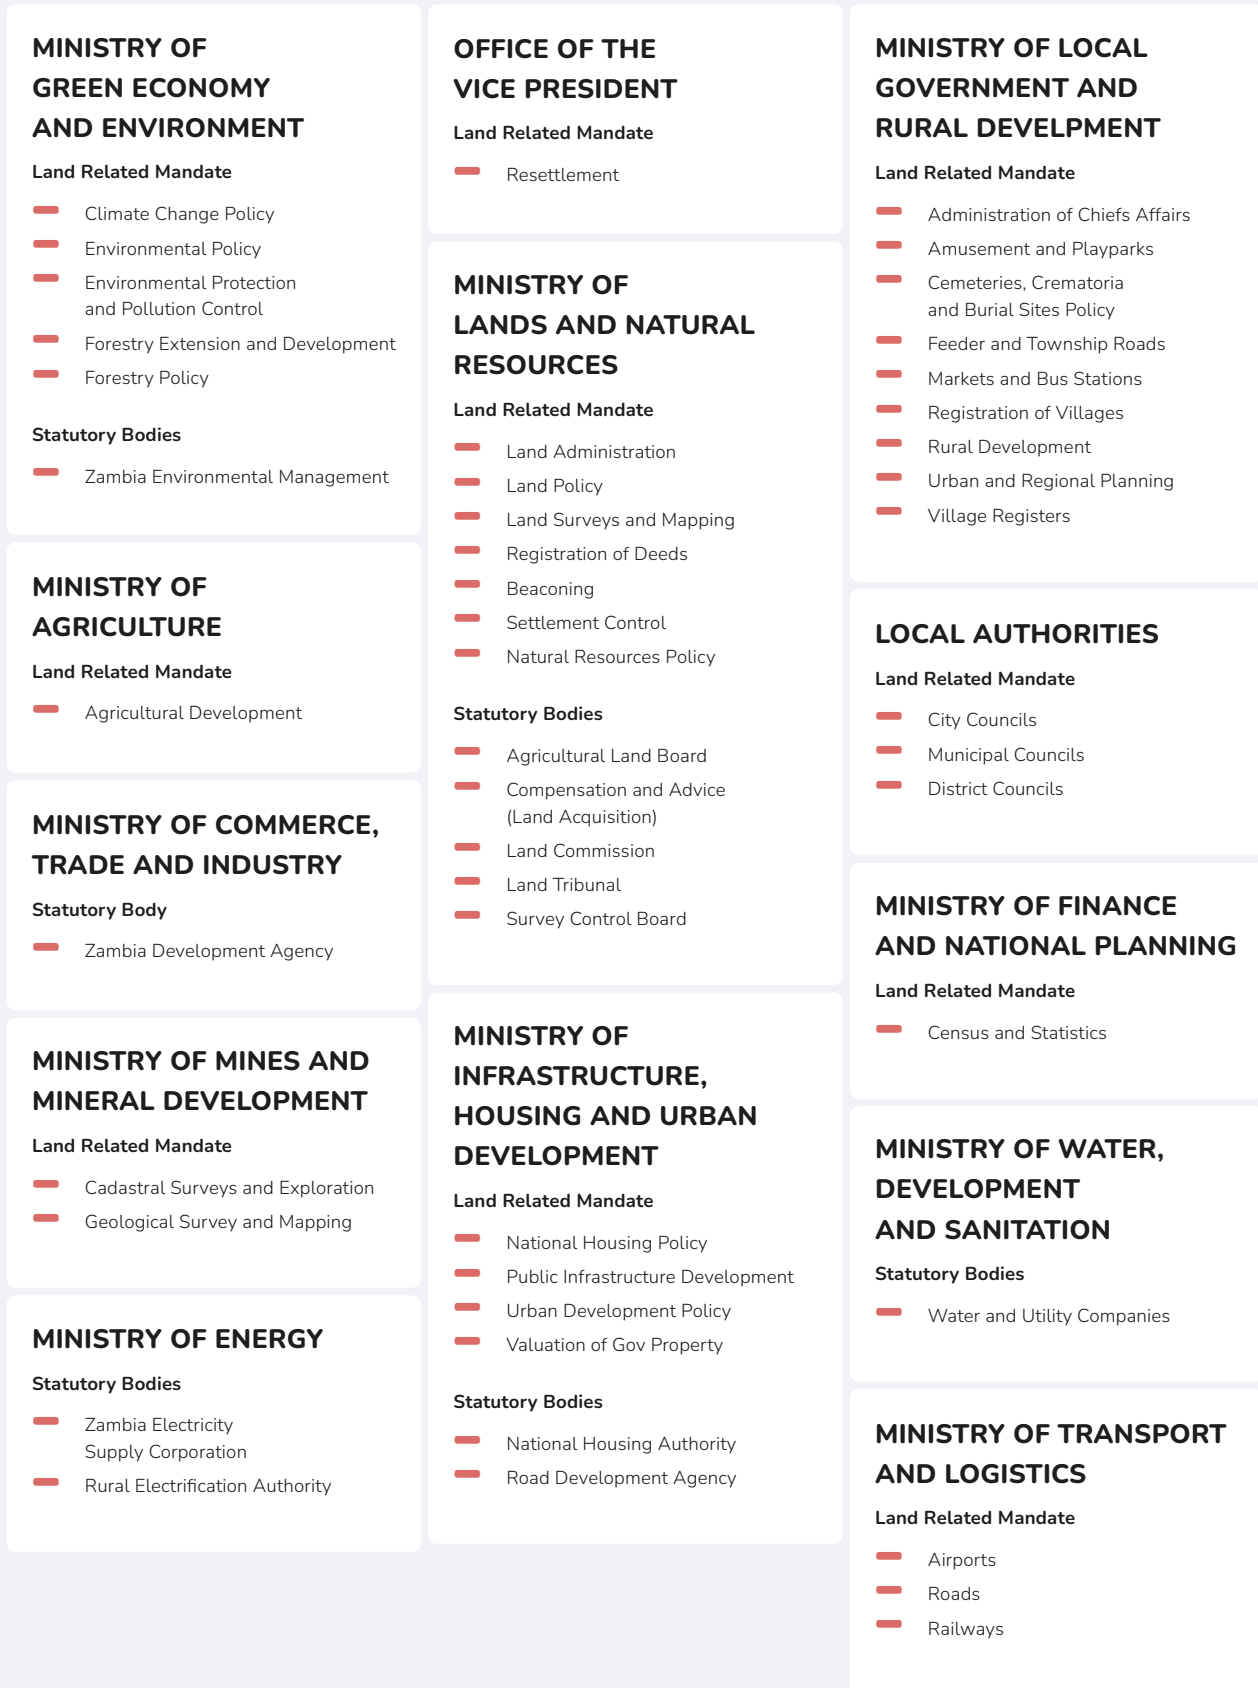 MINISTRY OF
GREEN ECONOMY
AND ENVIRONMENT
Land Related Mandate
Climate Change Policy
Environmental Policy
Environmental Protection
and Pollution Control
Forestry Extension and Development
Forestry Policy
Statutory Bodies
Zambia Environmental Management
MINISTRY OF
AGRICULTURE
Land Related Mandate
Agricultural Development
MINISTRY OF COMMERCE,
TRADE AND INDUSTRY
Statutory Body
Zambia Development Agency
MINISTRY OF MINES AND
MINERAL DEVELOPMENT
Land Related Mandate
Cadastral Surveys and Exploration
Geological Survey and Mapping
MINISTRY OF ENERGY
Statutory Bodies
Zambia Electricity
Supply Corporation
Rural Electrification Authority
OFFICE OF THE
VICE PRESIDENT
Land Related Mandate
Resettlement
MINISTRY OF
LANDS AND NATURAL
RESOURCES
Land Related Mandate
Land Administration
Land Policy
Land Surveys and Mapping
Registration of Deeds
Beaconing
Settlement Control
Natural Resources Policy
Statutory Bodies
Agricultural Land Board
Compensation and Advice
(Land Acquisition)
Land Commission
Land Tribunal
Survey Control Board
MINISTRY OF
INFRASTRUCTURE,
HOUSING AND URBAN
DEVELOPMENT
Land Related Mandate
National Housing Policy
Public Infrastructure Development
Urban Development Policy
Valuation of Gov Property
Statutory Bodies
National Housing Authority
Road Development Agency
MINISTRY OF LOCAL
GOVERNMENT AND
RURAL DEVELPMENT
Land Related Mandate
Administration of Chiefs Affairs
Amusement and Playparks
Cemeteries, Crematoria
and Burial Sites Policy
Feeder and Township Roads
Markets and Bus Stations
Registration of Villages
Rural Development
Urban and Regional Planning
Village Registers
LOCAL AUTHORITIES
Land Related Mandate
City Councils
Municipal Councils
District Councils
MINISTRY OF FINANCE
AND NATIONAL PLANNING
Land Related Mandate
Census and Statistics
MINISTRY OF WATER,
DEVELOPMENT
AND SANITATION
Statutory Bodies
Water and Utility Companies
MINISTRY OF TRANSPORT
AND LOGISTICS
Land Related Mandate
Airports
Roads
Railways